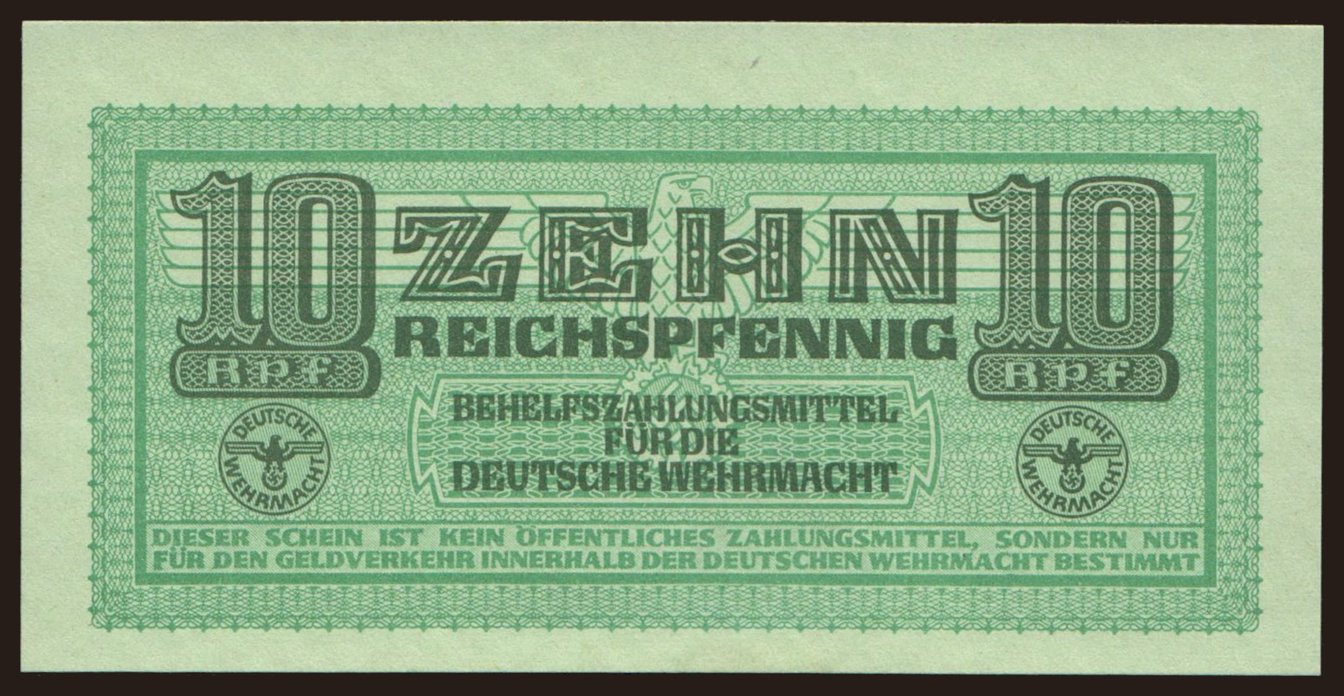 10 ZEHN 10
REICHSPFENNIG
Rpf Rpf
BEHELFSZAHLUNGSMITTEL
FÜR DIE
DEUTSCHE WEHRMACHT
DEUTSCHE WEHRMACHT
DEUTSCHE WEHRMACHT
DIESER SCHEIN IST KEIN ÖFFENTLICHES ZAHLUNGSMITTEL, SONDERN NUR
FÜR DEN GELDVERKEHR INNERHALB DER DEUTSCHEN WEHRMACHT BESTIMMT